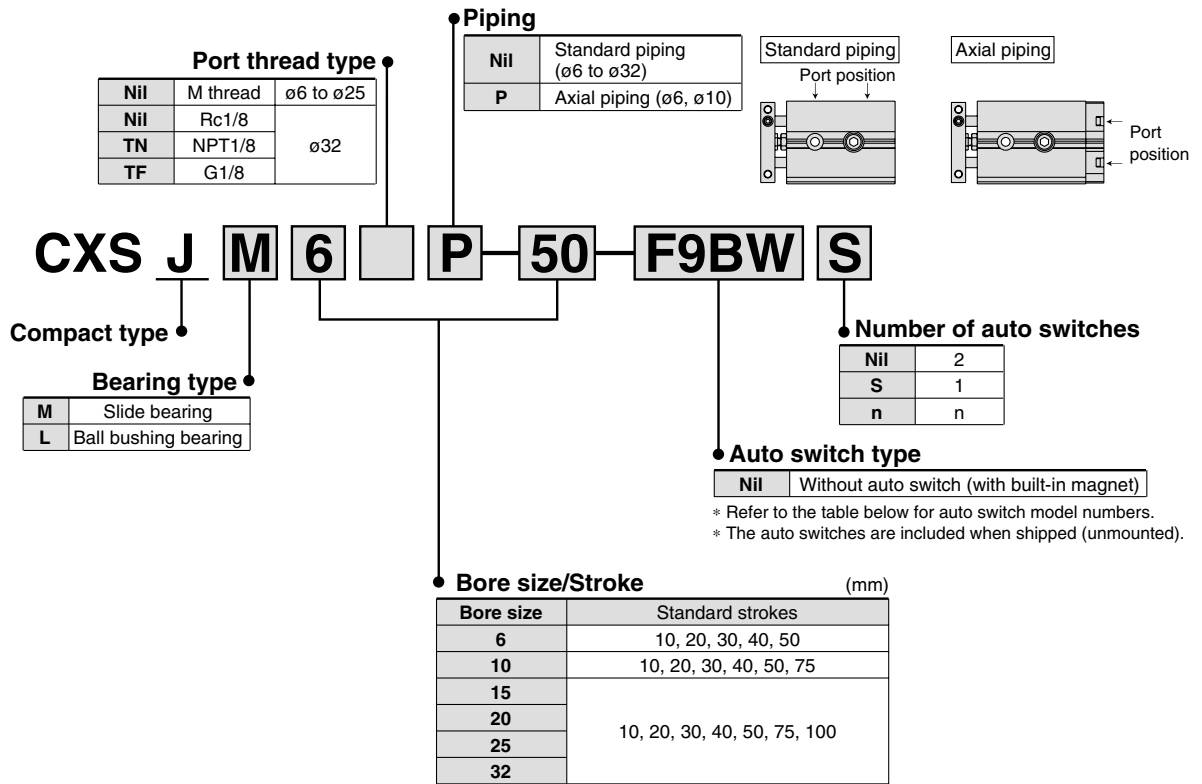 Piping
Nil Standard piping
(ø6 to ø32)
P Axial piping (ø6, ø10)
Standard piping
Port position
Axial piping
Port
position
Port thread type
Nil M thread ø6 to ø25
Nil Rc1/8
TN NPT1/8 ø32
TF G1/8
CXS J M 6 P 50 F9BW S
Compact type
Bearing type
M Slide bearing
L Ball bushing bearing
Number of auto switches
Nil 2
S 1
n n
Auto switch type
Nil Without auto switch (with built-in magnet)
* Refer to the table below for auto switch model numbers.
* The auto switches are included when shipped (unmounted).
Bore size/Stroke (mm)
Bore size Standard strokes
6 10, 20, 30, 40, 50
10 10, 20, 30, 40, 50, 75
15
20
10, 20, 30, 40, 50, 75, 100
25
32